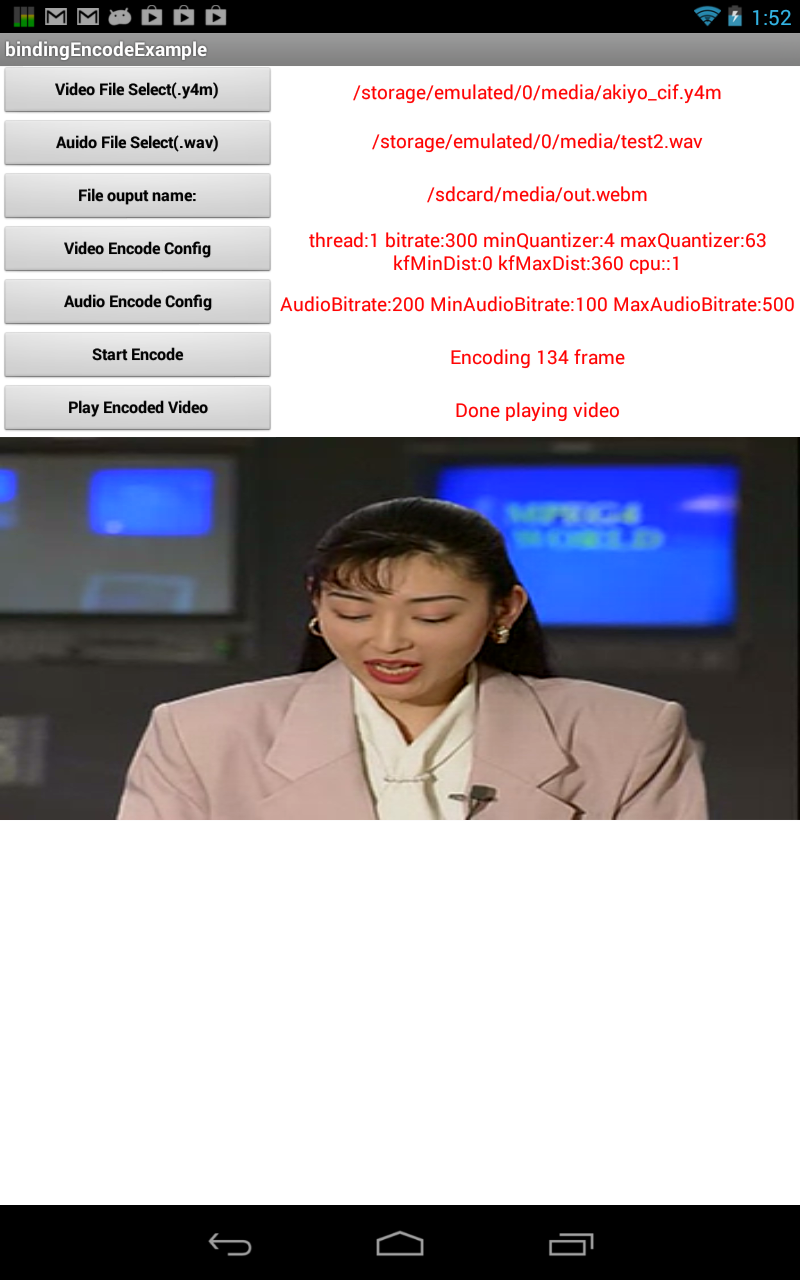 1:52
bindingEncodeExample
Video File Select(.y4m)
/storage/emulated/0/media/akiyo_cif.y4m
Auido File Select(.wav)
/storage/emulated/0/media/test2.wav
File ouput name:
/sdcard/media/out.webm
Video Encode Config
thread:1 bitrate:300 minQuantizer:4 maxQuantizer:63
kfMinDist:0 kfMaxDist:360 cpu::1
Audio Encode Config
AudioBitrate:200 MinAudioBitrate:100 MaxAudioBitrate:500
Start Encode
Encoding 134 frame
Play Encoded Video
Done playing video
MPEG4
WORLD